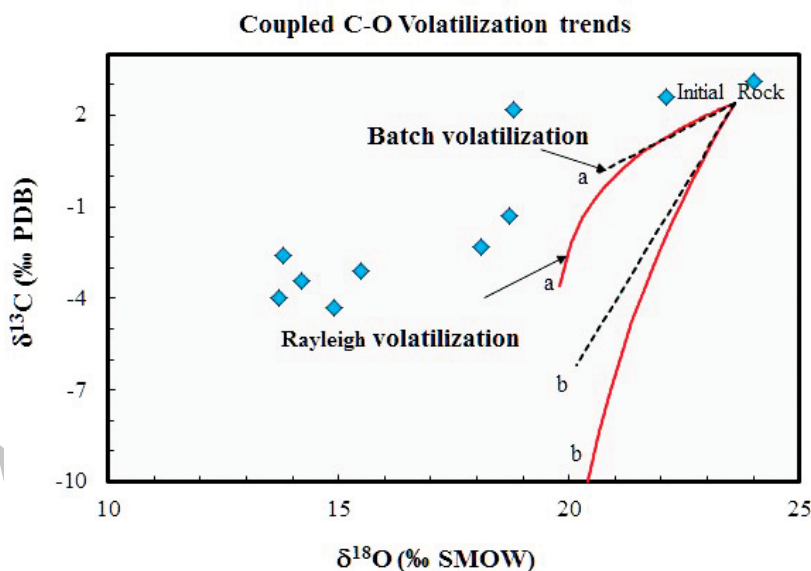 Coupled C-O Volatilization trends
2
-1
-4
-7
-10
δ¹³C (‰ PDB)
Initial Rock
Batch volatilization
a
a
Rayleigh volatilization
b
b
10
15
20
25
δ¹⁸O (‰ SMOW)